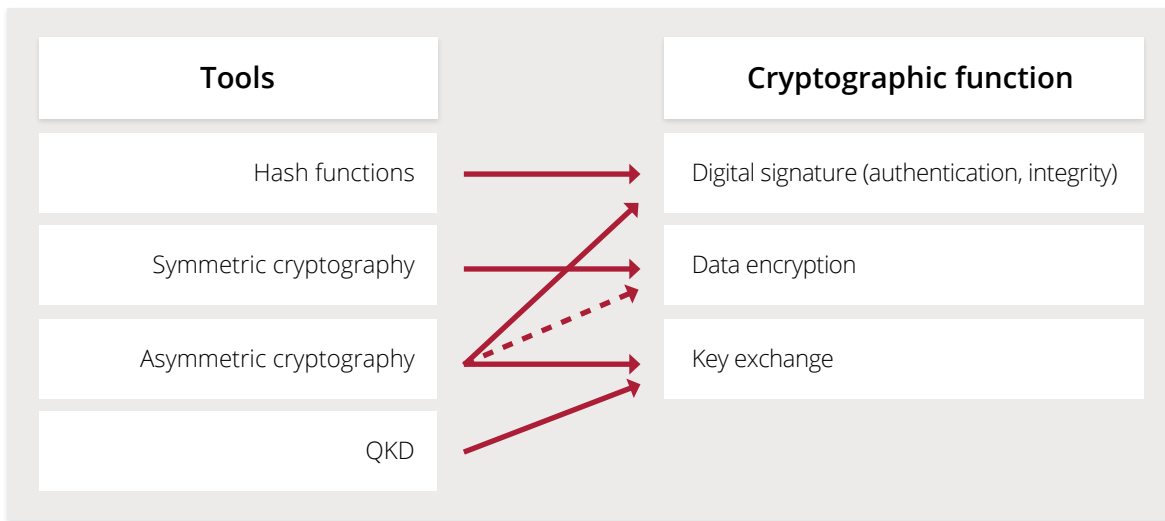 Tools
Cryptographic function
Hash functions
Digital signature (authentication, integrity)
Symmetric cryptography
Data encryption
Asymmetric cryptography
Key exchange
QKD